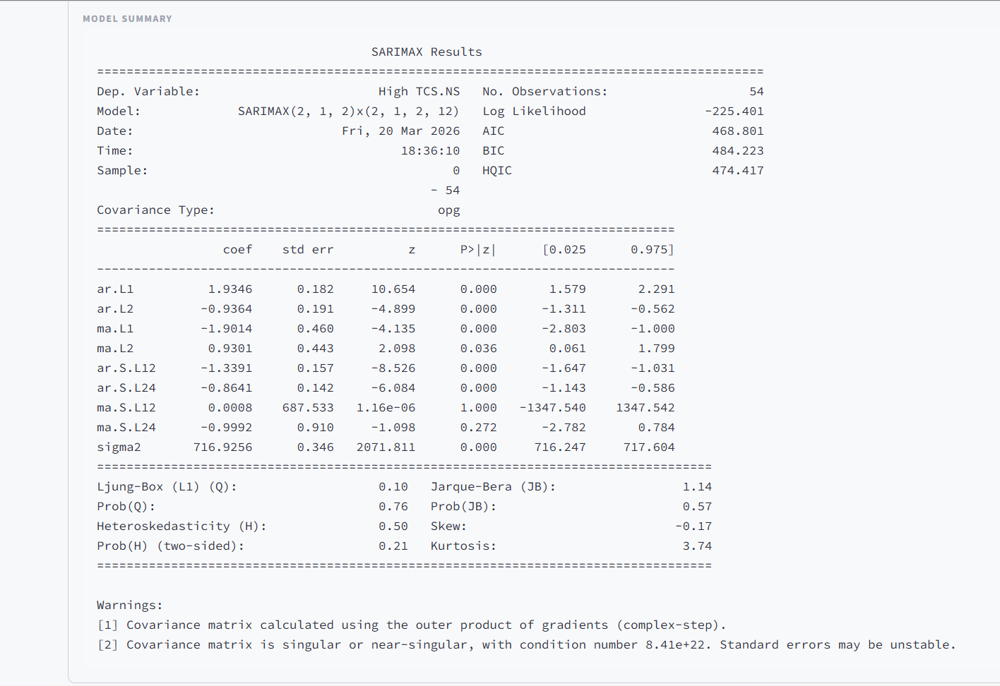 MODEL SUMMARY
SARIMAX Results
==========================================================================================
Dep. Variable: High TCS.NS No. Observations: 54
Model: SARIMAX(2, 1, 2)x(2, 1, 2, 12) Log Likelihood -225.401
Date: Fri, 20 Mar 2026 AIC 468.801
Time: 18:36:10 BIC 484.223
Sample: 0 HQIC 474.417
- 54
Covariance Type: opg
==============================================================================
coef std err z P>|z| [0.025 0.975]
------------------------------------------------------------------------------
ar.L1 1.9346 0.182 10.654 0.000 1.579 2.291
ar.L2 -0.9364 0.191 -4.899 0.000 -1.311 -0.562
ma.L1 -1.9014 0.460 -4.135 0.000 -2.803 -1.000
ma.L2 0.9301 0.443 2.098 0.036 0.061 1.799
ar.S.L12 -1.3391 0.157 -8.526 0.000 -1.647 -1.031
ar.S.L24 -0.8641 0.142 -6.084 0.000 -1.143 -0.586
ma.S.L12 0.0008 687.533 1.16e-06 1.000 -1347.540 1347.542
ma.S.L24 -0.9992 0.910 -1.098 0.272 -2.782 0.784
sigma2 716.9256 0.346 2071.811 0.000 716.247 717.604
===================================================================================
Ljung-Box (L1) (Q): 0.10 Jarque-Bera (JB): 1.14
Prob(Q): 0.76 Prob(JB): 0.57
Heteroskedasticity (H): 0.50 Skew: -0.17
Prob(H) (two-sided): 0.21 Kurtosis: 3.74
===================================================================================
Warnings:
[1] Covariance matrix calculated using the outer product of gradients (complex-step).
[2] Covariance matrix is singular or near-singular, with condition number 8.41e+22. Standard errors may be unstable.